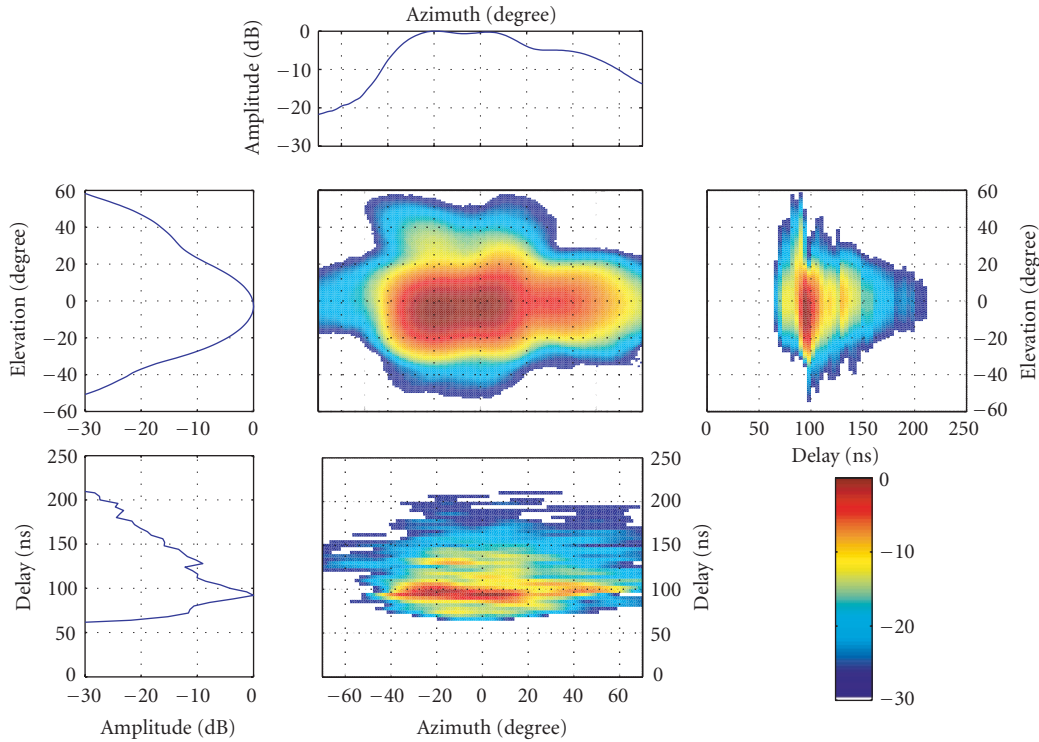 Azimuth (degree)
Amplitude (dB)
0
−10
−20
−30
Elevation (degree)
60
40
20
0
−20
−40
−60
−30 −20 −10 0
60
40
20
0
−20
−40
−60
Elevation (degree)
0 50 100 150 200 250
Delay (ns)
Delay (ns)
250
200
150
100
50
0
−30 −20 −10 0
Amplitude (dB)
250
200
150
100
50
0
Delay (ns)
−60 −40 −20 0 20 40 60
Azimuth (degree)
0
−10
−20
−30